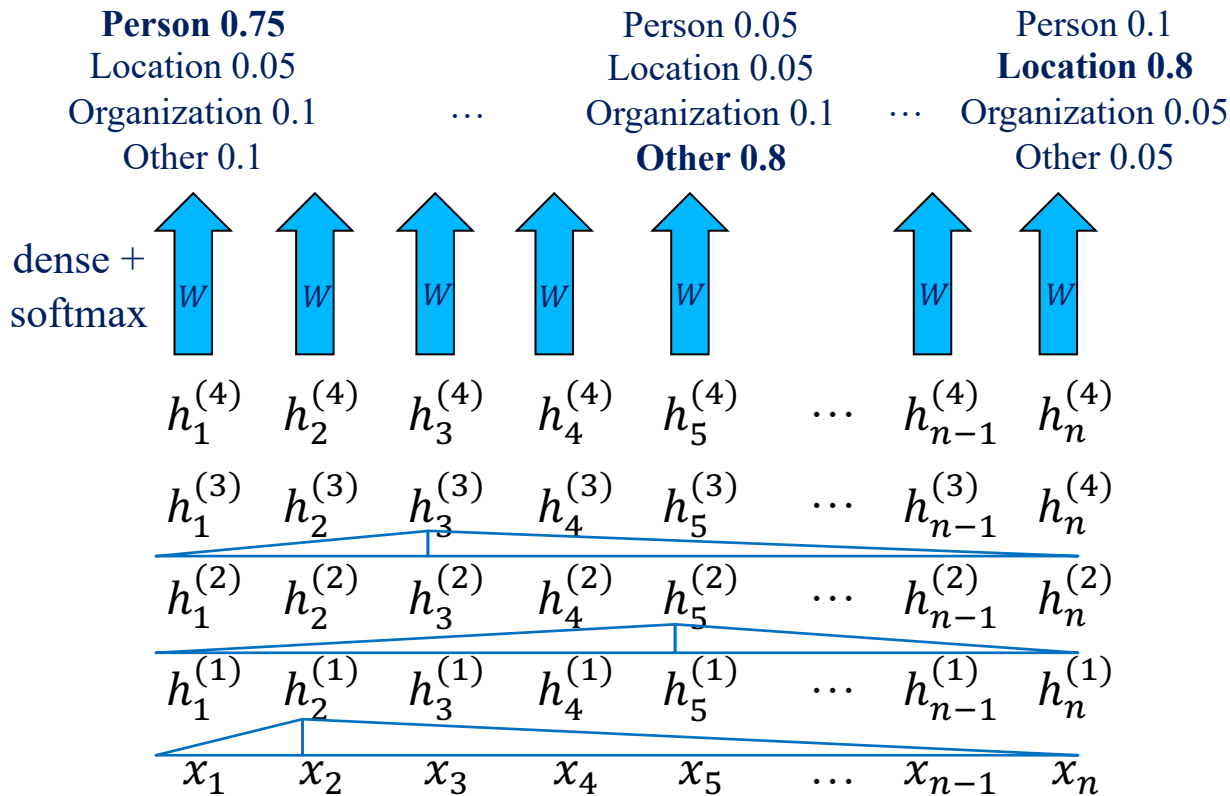 Person 0.75 Person 0.05 Person 0.1
Location 0.05 Location 0.05 Location 0.8
Organization 0.1 … Organization 0.1 … Organization 0.05
Other 0.1 Other 0.8 Other 0.05
dense +
softmax
W W W W W W W
h_1^{(4)} h_2^{(4)} h_3^{(4)} h_4^{(4)} h_5^{(4)} … h_{n-1}^{(4)} h_n^{(4)}
h_1^{(3)} h_2^{(3)} h_3^{(3)} h_4^{(3)} h_5^{(3)} … h_{n-1}^{(3)} h_n^{(4)}
h_1^{(2)} h_2^{(2)} h_3^{(2)} h_4^{(2)} h_5^{(2)} … h_{n-1}^{(2)} h_n^{(2)}
h_1^{(1)} h_2^{(1)} h_3^{(1)} h_4^{(1)} h_5^{(1)} … h_{n-1}^{(1)} h_n^{(1)}
x_1 x_2 x_3 x_4 x_5 … x_{n-1} x_n